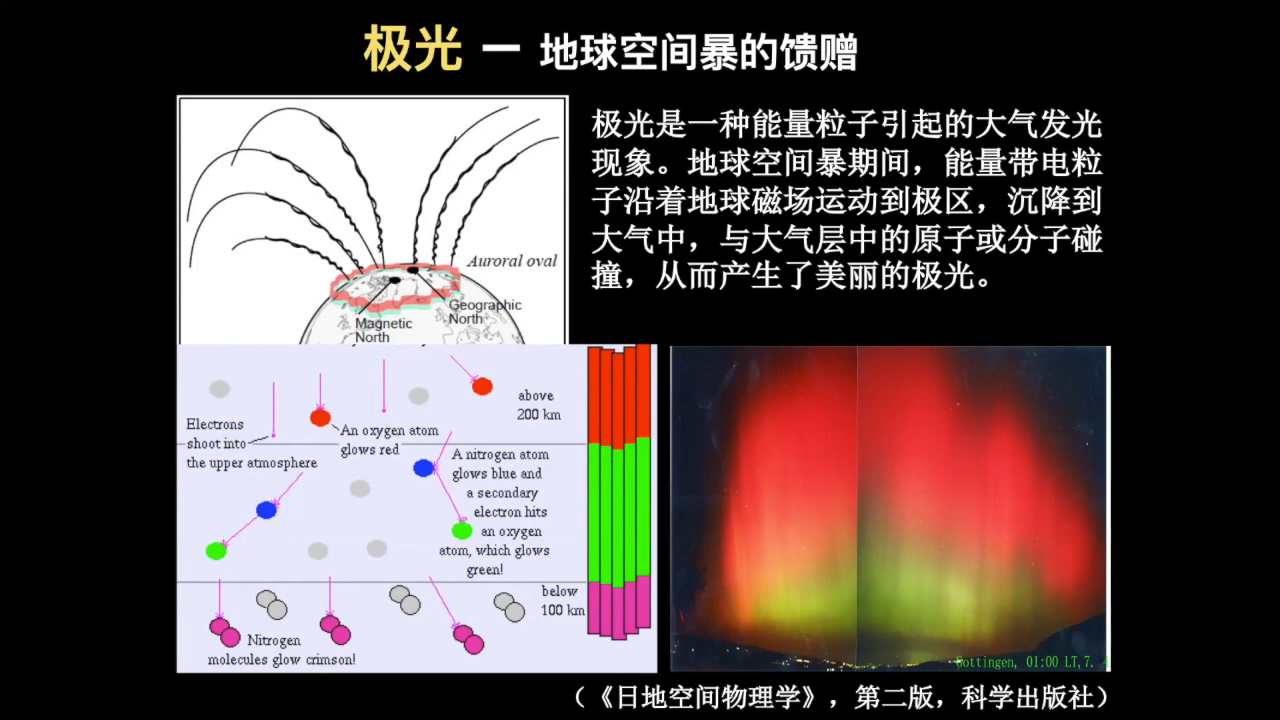 极光 — 地球空间暴的馈赠
极光是一种能量粒子引起的大气发光
现象。地球空间暴期间，能量带电粒
子沿着地球磁场运动到极区，沉降到
大气中，与大气层中的原子或分子碰
撞，从而产生了美丽的极光。
Auroral oval
Geographic
North
Magnetic
North
above
200 km
Electrons
shoot into
the upper atmosphere
An oxygen atom
glows red
A nitrogen atom
glows blue and
a secondary
electron hits
an oxygen
atom, which glows
green!
below
100 km
Nitrogen
molecules glow crimson!
Gottingen, 01:00 LT,7.
（《日地空间物理学》，第二版，科学出版社）